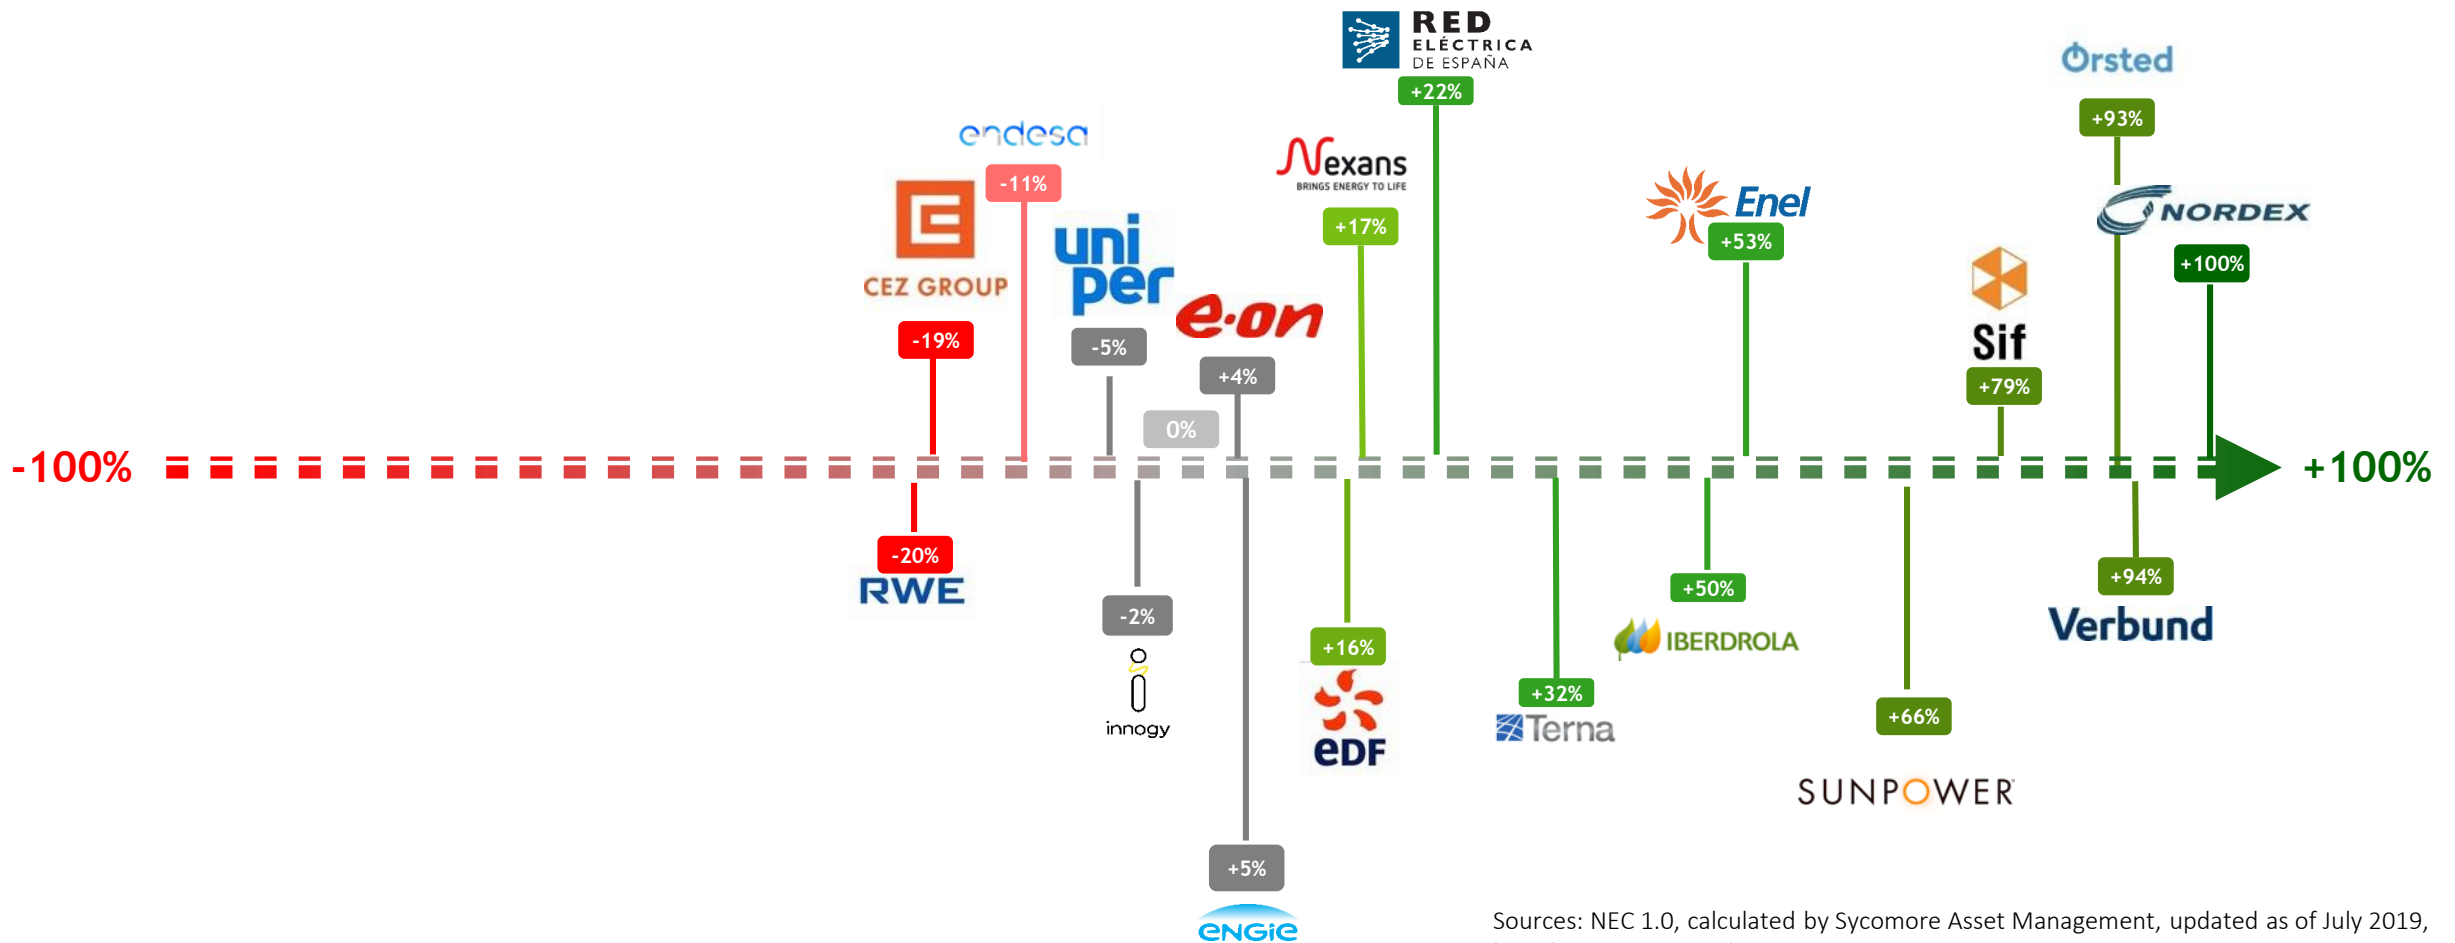 RED
ELÉCTRICA
DE ESPAÑA
+22%
Ørsted
+93%
endesa
-11%
Nexans
BRINGS ENERGY TO LIFE
+17%
Enel
+53%
NORDEX
+100%
CEZ GROUP
-19%
uni
per
-5%
e·on
+4%
Sif
+79%
0%
-100%
+100%
-20%
RWE
-2%
innogy
+16%
eDF
+32%
Terna
+50%
IBERDROLA
+66%
SUNPOWER
+94%
Verbund
+5%
ENGIE
Sources: NEC 1.0, calculated by Sycomore Asset Management, updated as of July 2019,